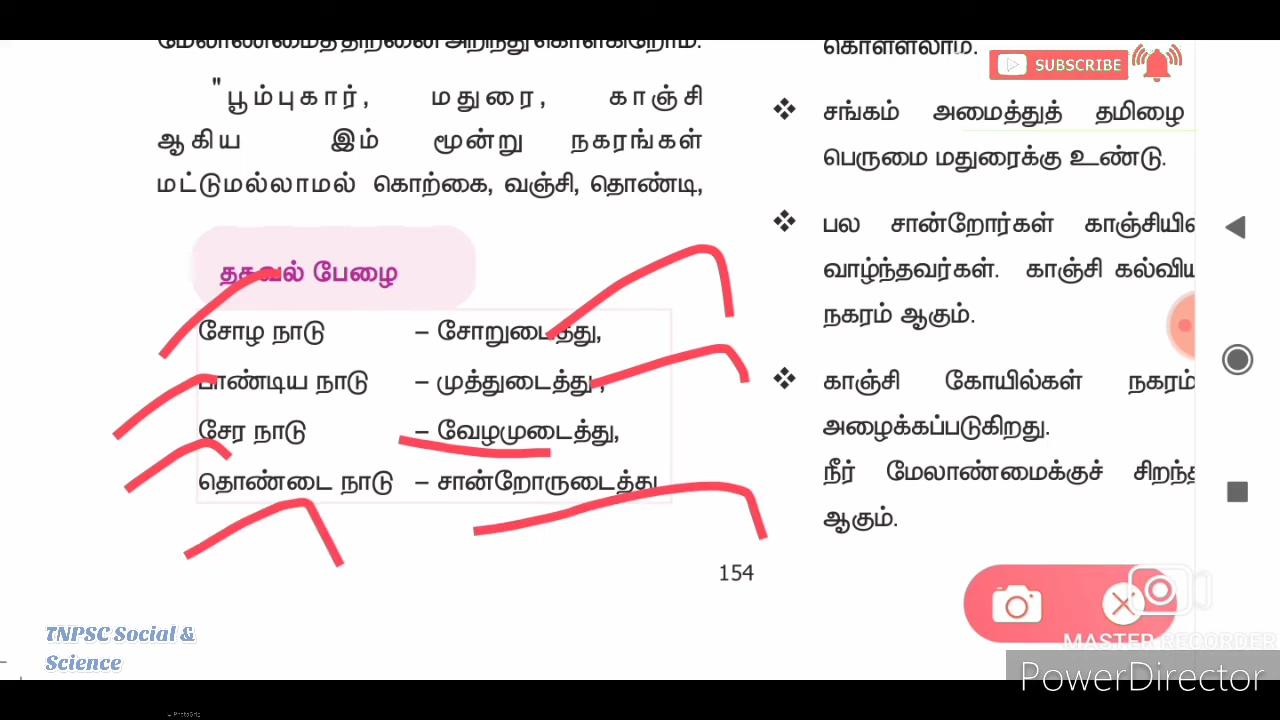 மேலாண்மைத் திறனை அறிந்து கொள்கிறோம்.
"பூம்புகார், மதுரை, காஞ்சி
ஆகிய இம் மூன்று நகரங்கள்
மட்டுமல்லாமல் கொற்கை, வஞ்சி, தொண்டி,
தகவல் பேழை
சோழ நாடு – சோறுடைத்து,
பாண்டிய நாடு – முத்துடைத்து,
சேர நாடு – வேழமுடைத்து,
தொண்டை நாடு – சான்றோருடைத்து
கொள்ளலாம்.
❖ சங்கம் அமைத்துத் தமிழை
பெருமை மதுரைக்கு உண்டு.
❖ பல சான்றோர்கள்
வாழ்ந்தவர்கள். காஞ்சி
நகரம் ஆகும்.
❖ காஞ்சி கோயில்கள் நகரம்
அழைக்கப்படுகிறது.
நீர் மேலாண்மைக்குச்
ஆகும்.
154
SUBSCRIBE
TNPSC Social &
Science
MASTER RECORDER
PowerDirector